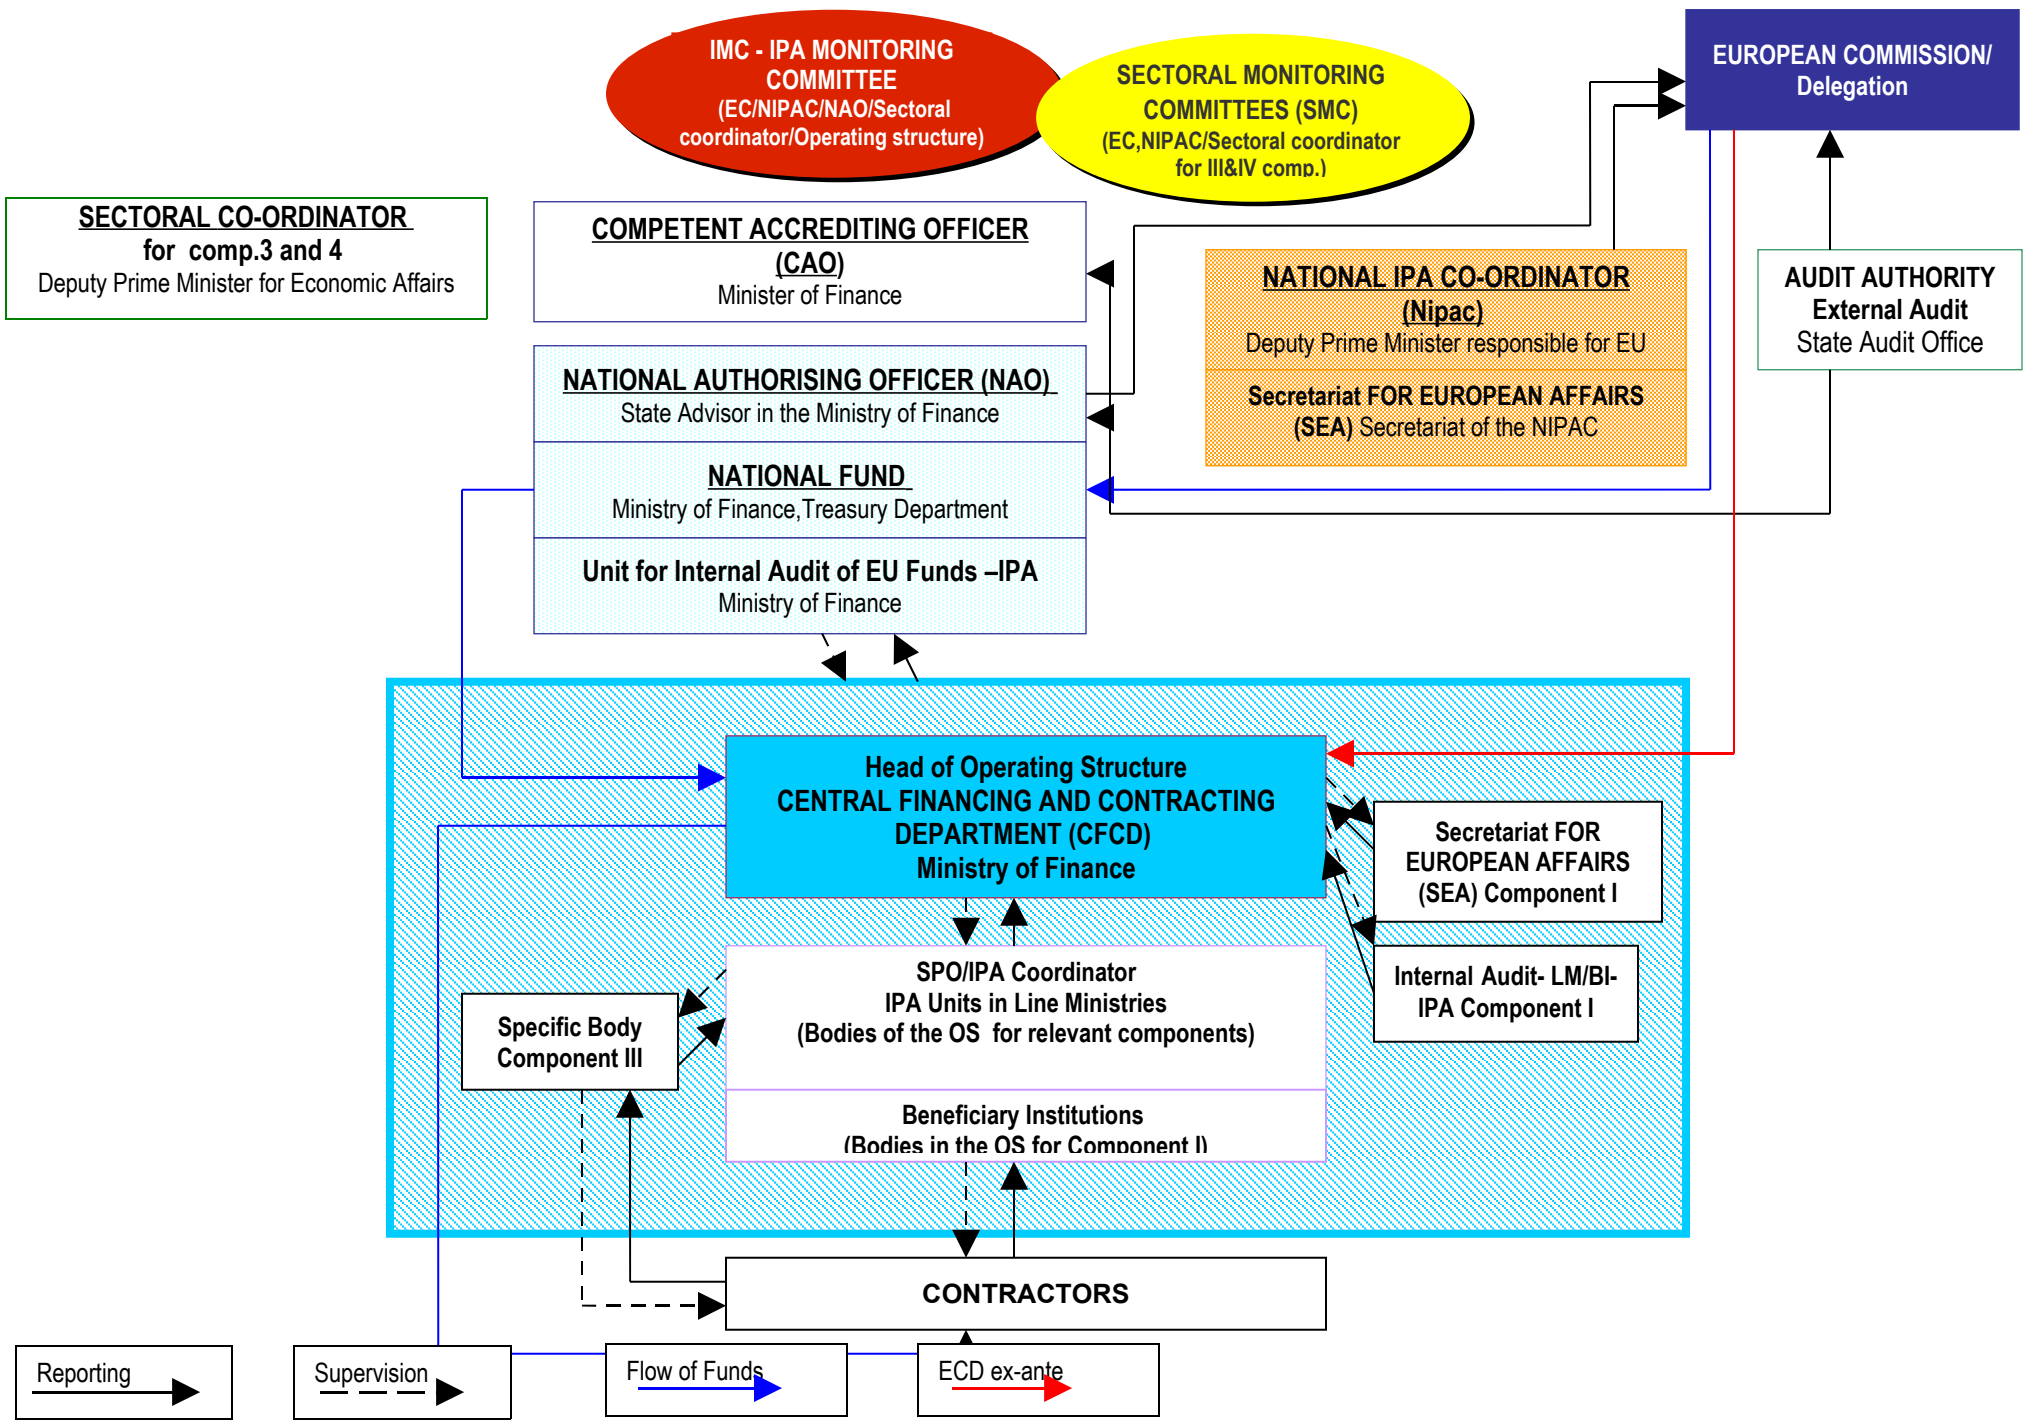 IMC - IPA MONITORING
COMMITTEE
(EC/NIPAC/NAO/Sectoral
coordinator/Operating structure)
SECTORAL MONITORING
COMMITTEES (SMC)
(EC,NIPAC/Sectoral coordinator
for III&IV comp.)
EUROPEAN COMMISSION/
Delegation
SECTORAL CO-ORDINATOR
for comp.3 and 4
Deputy Prime Minister for Economic Affairs
COMPETENT ACCREDITING OFFICER
(CAO)
Minister of Finance
NATIONAL IPA CO-ORDINATOR
(Nipac)
Deputy Prime Minister responsible for EU
Secretariat FOR EUROPEAN AFFAIRS
(SEA) Secretariat of the NIPAC
AUDIT AUTHORITY
External Audit
State Audit Office
NATIONAL AUTHORISING OFFICER (NAO)
State Advisor in the Ministry of Finance
NATIONAL FUND
Ministry of Finance,Treasury Department
Unit for Internal Audit of EU Funds –IPA
Ministry of Finance
Head of Operating Structure
CENTRAL FINANCING AND CONTRACTING
DEPARTMENT (CFCD)
Ministry of Finance
Secretariat FOR
EUROPEAN AFFAIRS
(SEA) Component I
Internal Audit- LM/BI-
IPA Component I
SPO/IPA Coordinator
IPA Units in Line Ministries
(Bodies of the OS for relevant components)
Specific Body
Component III
Beneficiary Institutions
(Bodies in the OS for Component I)
CONTRACTORS
Reporting
Supervision
Flow of Funds
ECD ex-ante